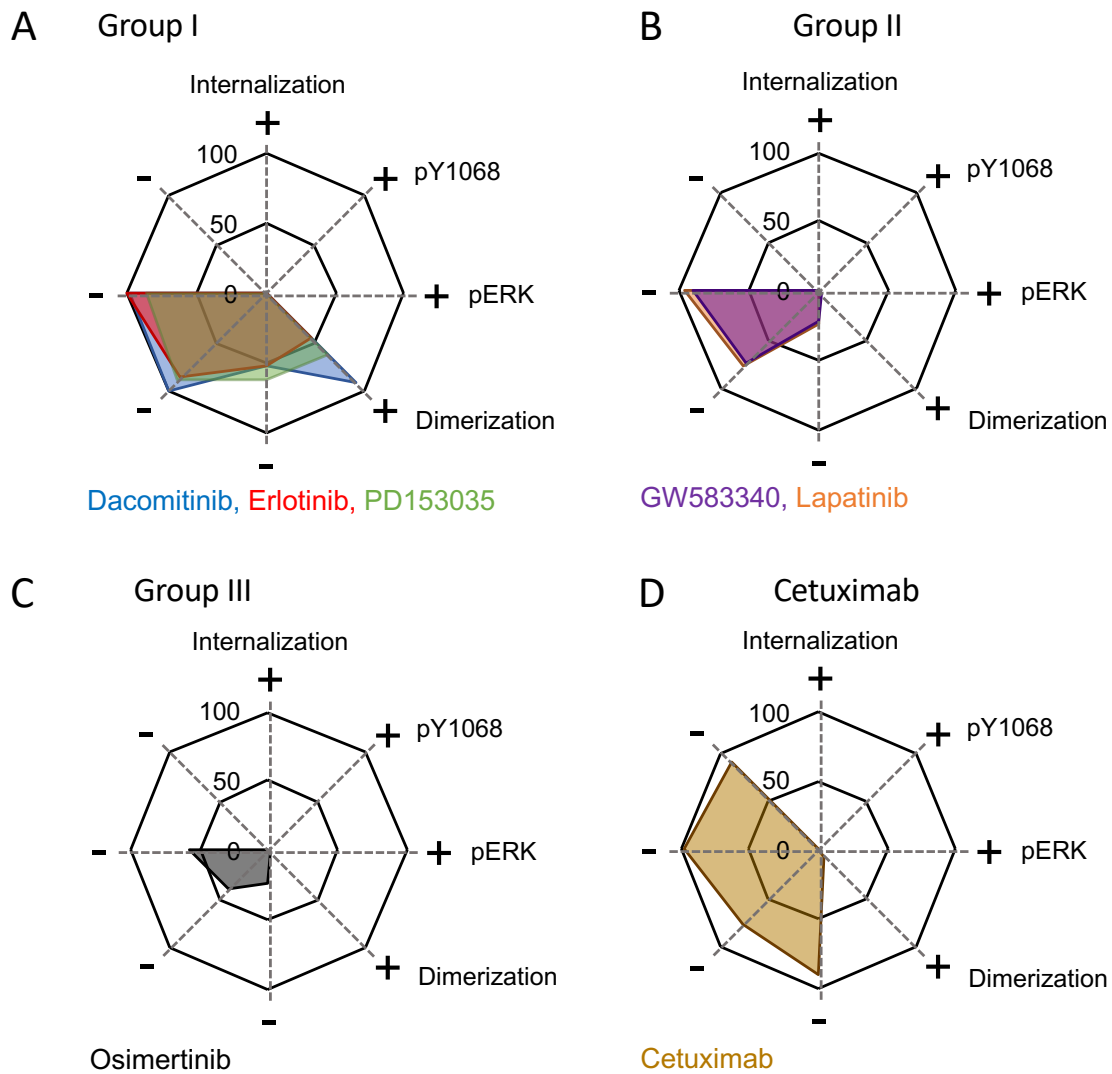 A Group I
Internalization
+
100
- + pY1068
50
- 0 + pERK
- + Dimerization
-
Dacomitinib, Erlotinib, PD153035
B Group II
Internalization
+
100
- + pY1068
50
- 0 + pERK
- + Dimerization
-
GW583340, Lapatinib
C Group III
Internalization
+
100
- + pY1068
50
- 0 + pERK
- + Dimerization
-
Osimertinib
D Cetuximab
Internalization
+
100
- + pY1068
50
- 0 + pERK
- + Dimerization
-
Cetuximab